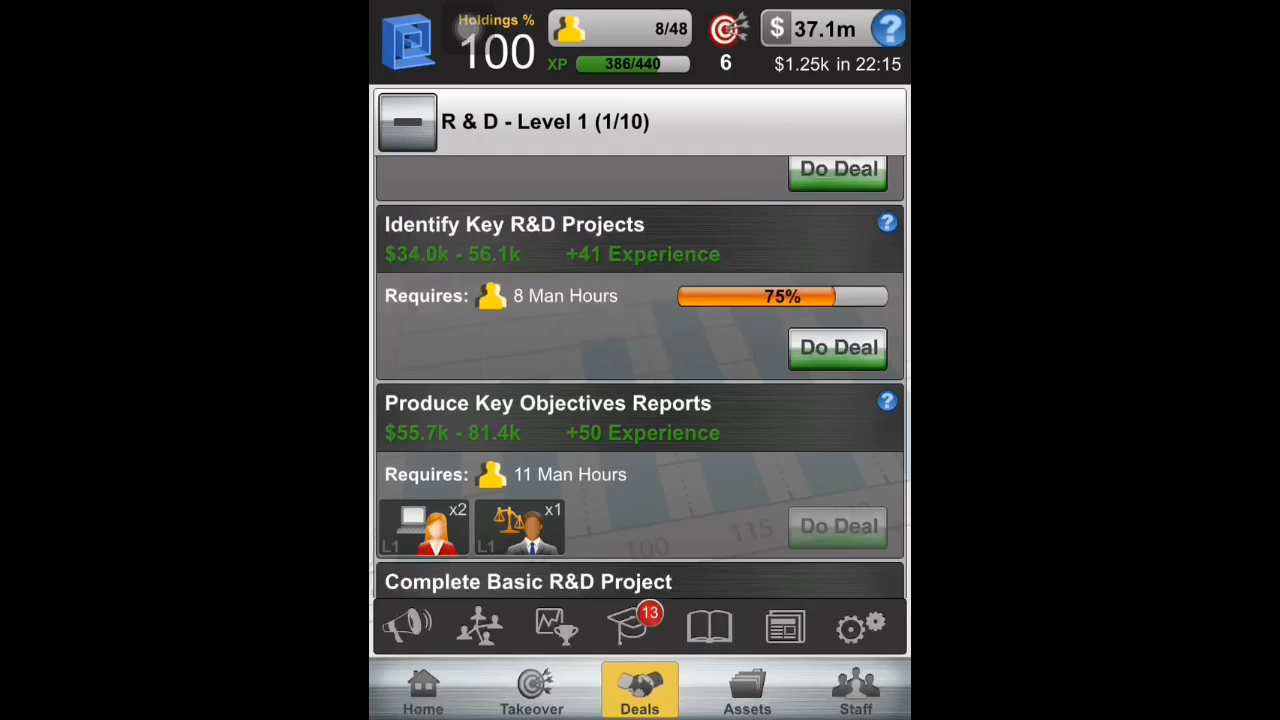 Holdings %
100
8/48
XP 386/440
6
$ 37.1m
?
$1.25k in 22:15
R & D - Level 1 (1/10)
Do Deal
Identify Key R&D Projects
?
$34.0k - 56.1k +41 Experience
Requires: 8 Man Hours
75%
Do Deal
Produce Key Objectives Reports
?
$55.7k - 81.4k +50 Experience
Requires: 11 Man Hours
x2
L1
x1
L1
Do Deal
100
115
Complete Basic R&D Project
13
Home
Takeover
Deals
Assets
Staff